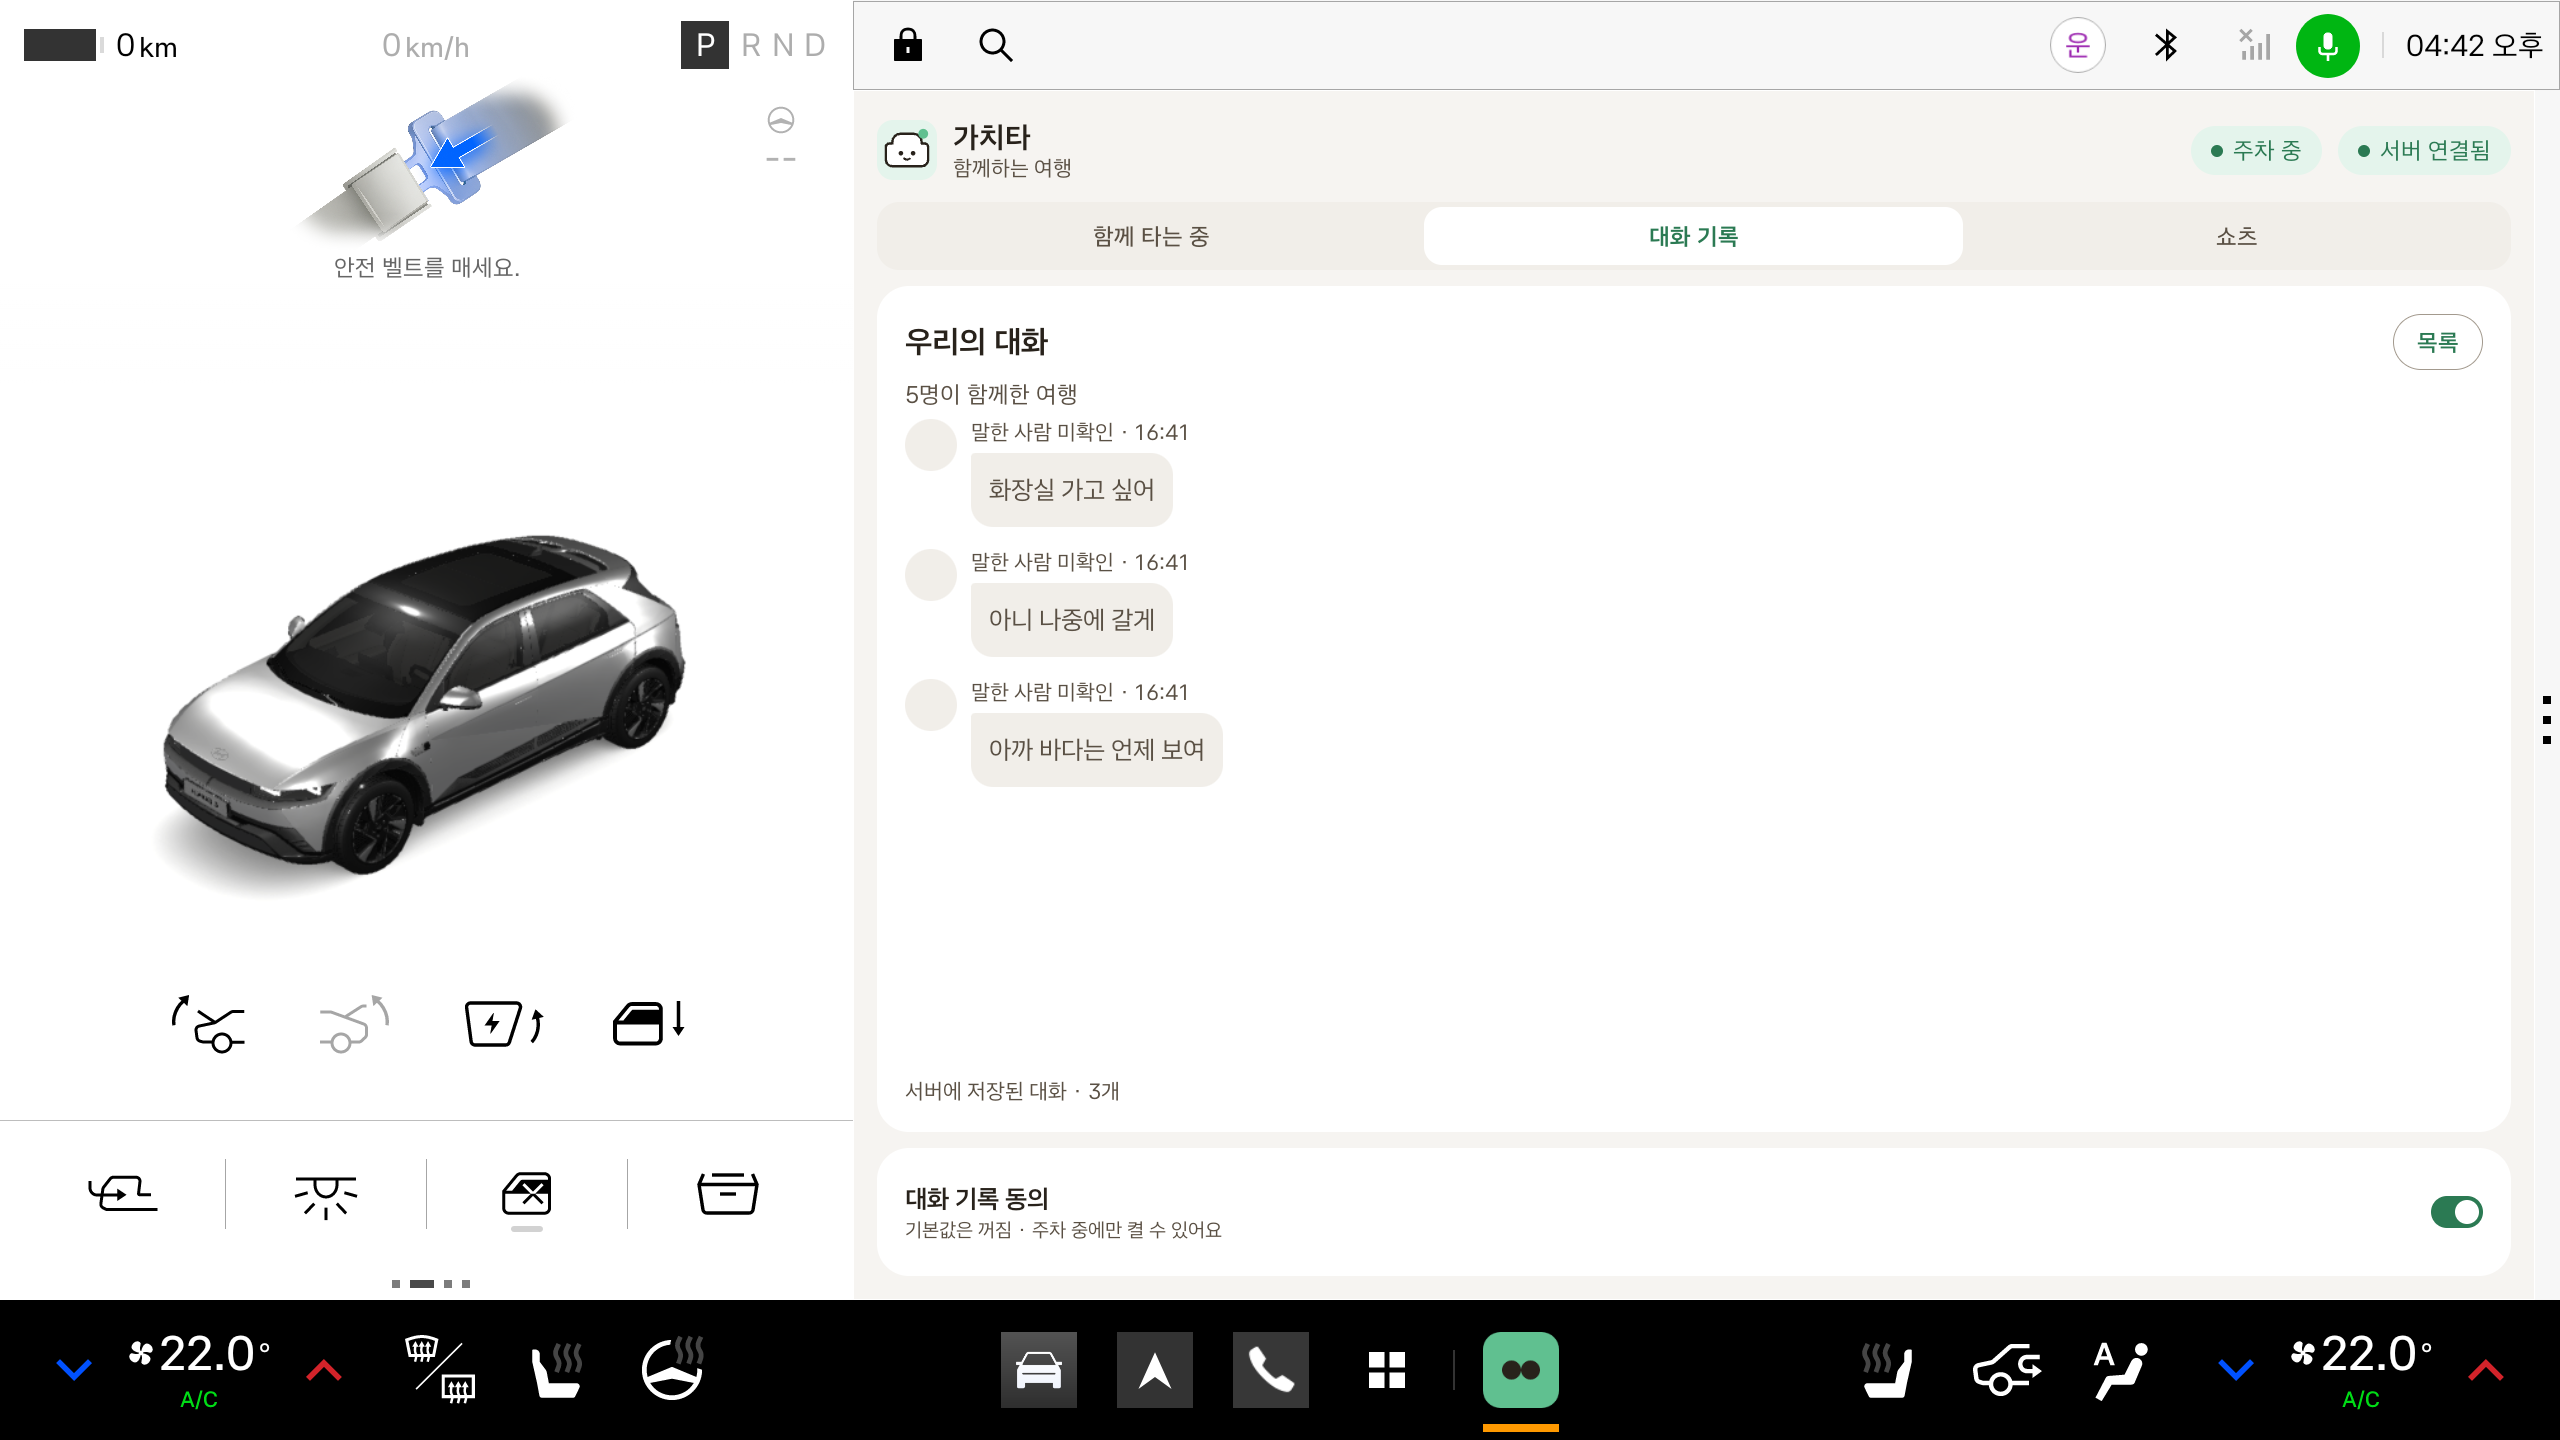 0 km
0 km/h
P R N D
안전 벨트를 매세요.
운
04:42 오후
가치타
함께하는 여행
주차 중
서버 연결됨
함께 타는 중
대화 기록
쇼츠
우리의 대화
목록
5명이 함께한 여행
말한 사람 미확인 · 16:41
화장실 가고 싶어
말한 사람 미확인 · 16:41
아니 나중에 갈게
말한 사람 미확인 · 16:41
아까 바다는 언제 보여
서버에 저장된 대화 · 3개
대화 기록 동의
기본값은 꺼짐 · 주차 중에만 켤 수 있어요
22.0°
A/C
A
22.0°
A/C